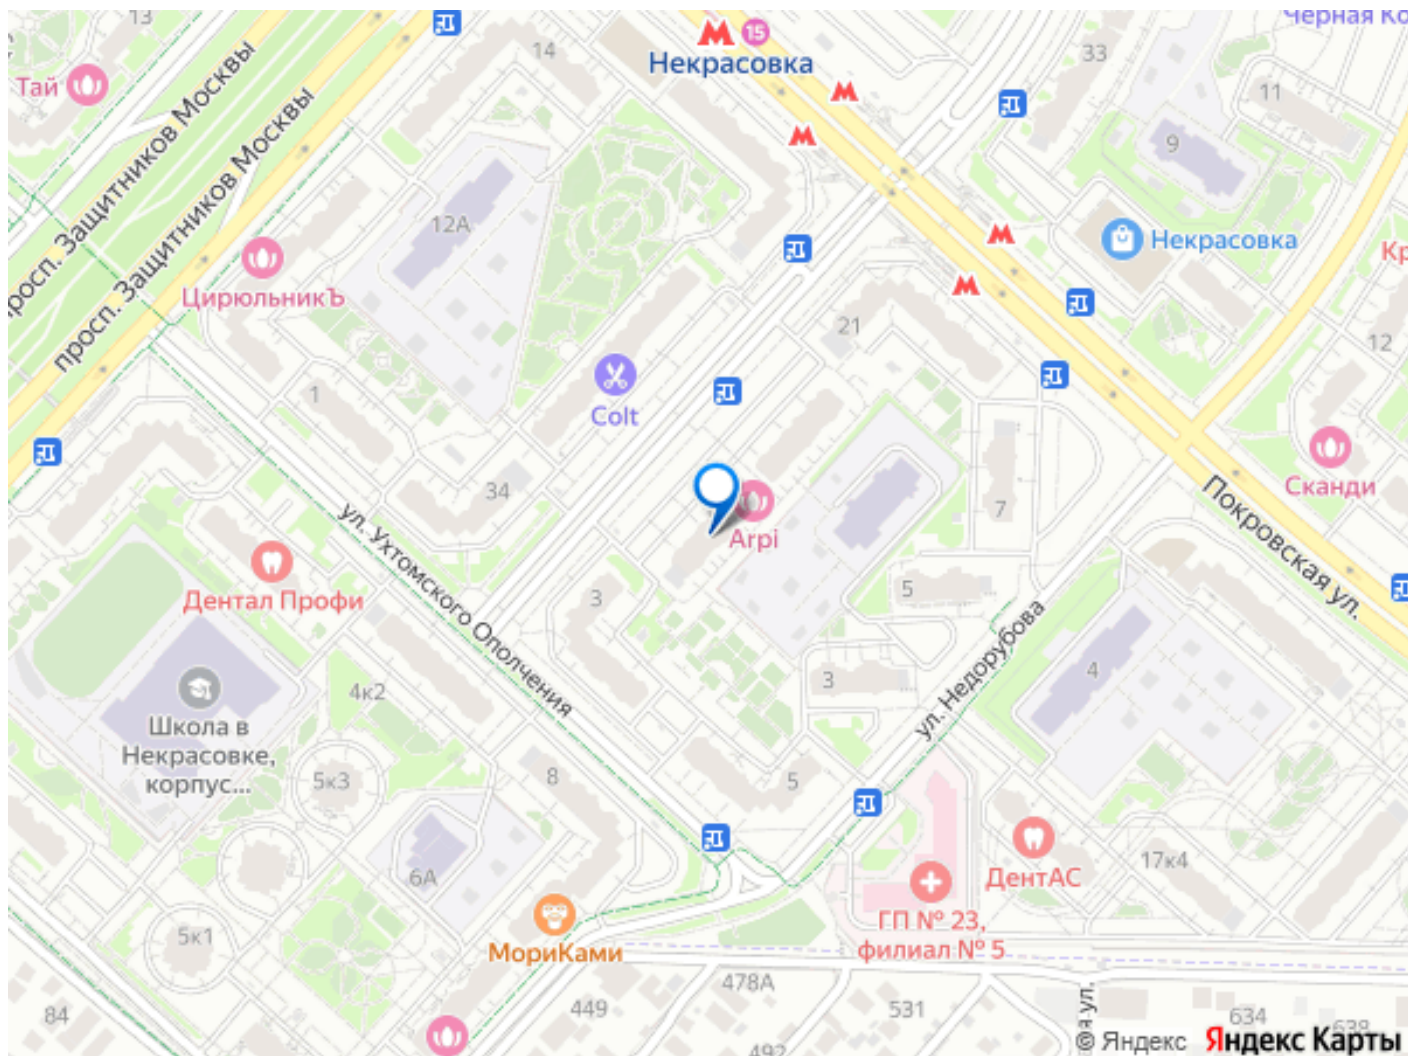 13
Черная Ко
14
15
Некрасовка
33
Тай
11
9
просп. Защитников Москвы
просп. Защитников Москвы
12А
Некрасовка
Кр
ЦирюльникЪ
21
12
1
Colt
34
7
Сканди
Arpi
Покровская ул.
ул. Ухтомского Ополчения
Дентал Профи
3
5
ул. Недорубова
4
3
4к2
Школа в
Некрасовке,
корпус...
5к3
8
5
6А
17к4
ДентАС
ГП № 23,
филиал № 5
5к1
МориКами
478А
449
531
84
634
638
492
я ул.
© Яндекс
Яндекс Карты